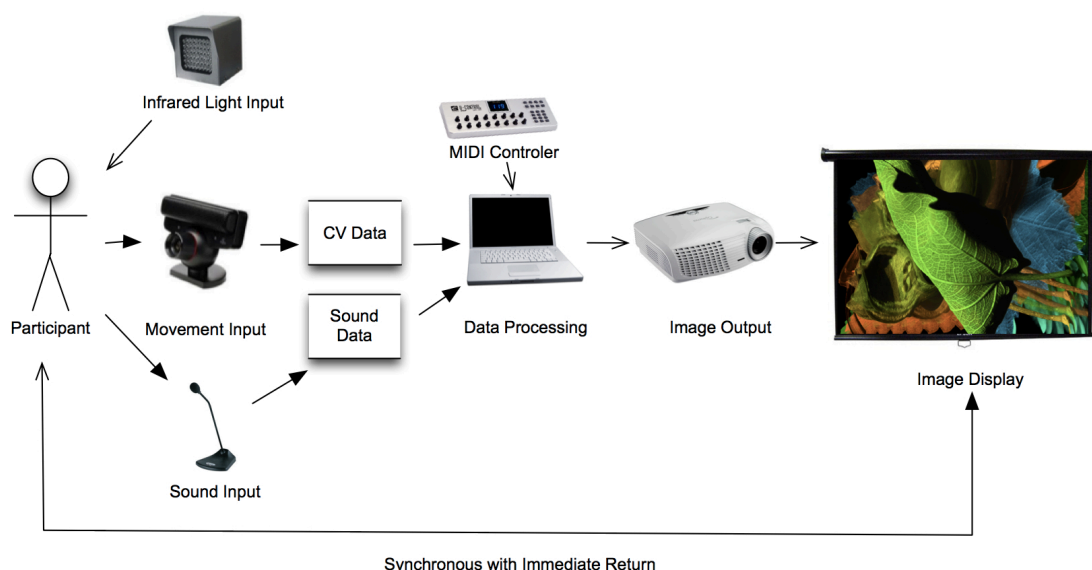 Infrared Light Input
MIDI Controler
CV Data
Sound
Data
Participant
Movement Input
Data Processing
Image Output
Image Display
Sound Input
Synchronous with Immediate Return